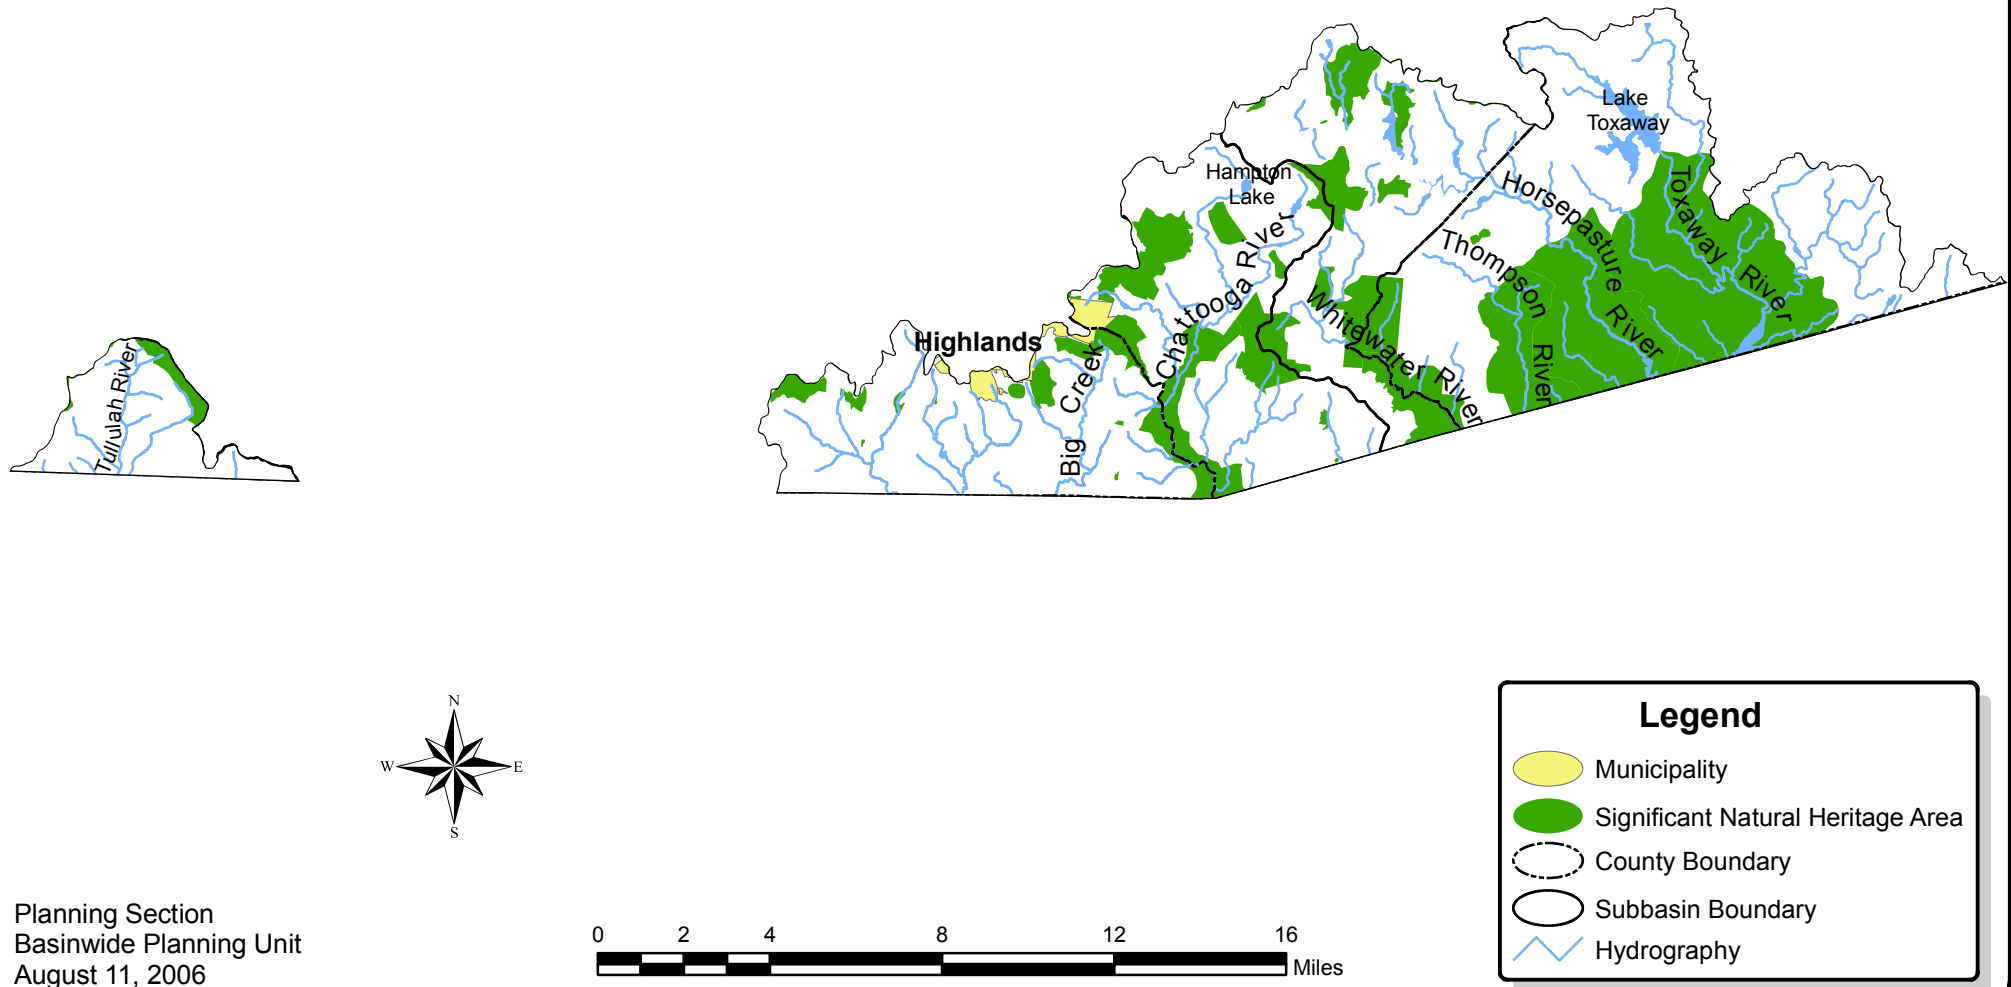 Lake
Toxaway
Hampton
Lake
Horsepasture
River
Toxaway
River
Thompson
River
Chattooga River
Whitewater River
Highlands
Big Creek
Tullulah River
N
W
E
S
Legend
Municipality
Significant Natural Heritage Area
County Boundary
Subbasin Boundary
Hydrography
Planning Section
Basinwide Planning Unit
August 11, 2006
0 2 4 8 12 16
Miles